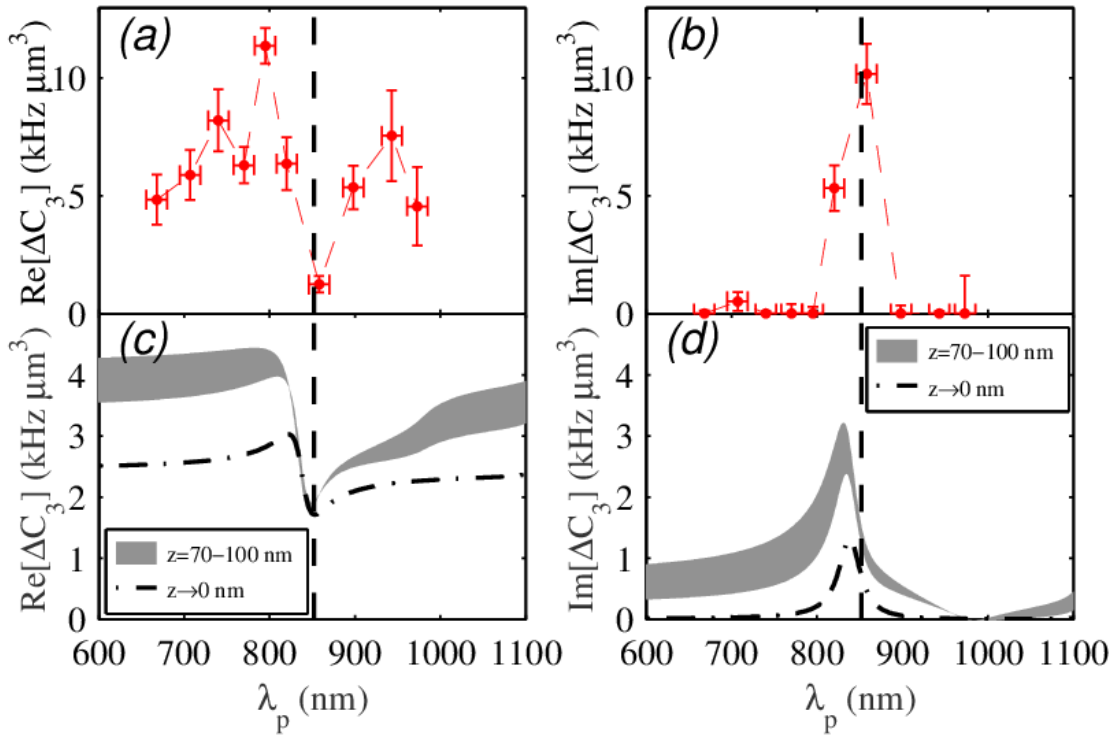 (a)
Re[ΔC₃] (kHz μm³)
10
5
0
(b)
Im[ΔC₃] (kHz μm³)
10
5
0
(c)
Re[ΔC₃] (kHz μm³)
4
3
2
1
0
z=70–100 nm
z→0 nm
600 700 800 900 1000 1100
λp (nm)
(d)
Im[ΔC₃] (kHz μm³)
4
3
2
1
0
z=70–100 nm
z→0 nm
600 700 800 900 1000 1100
λp (nm)